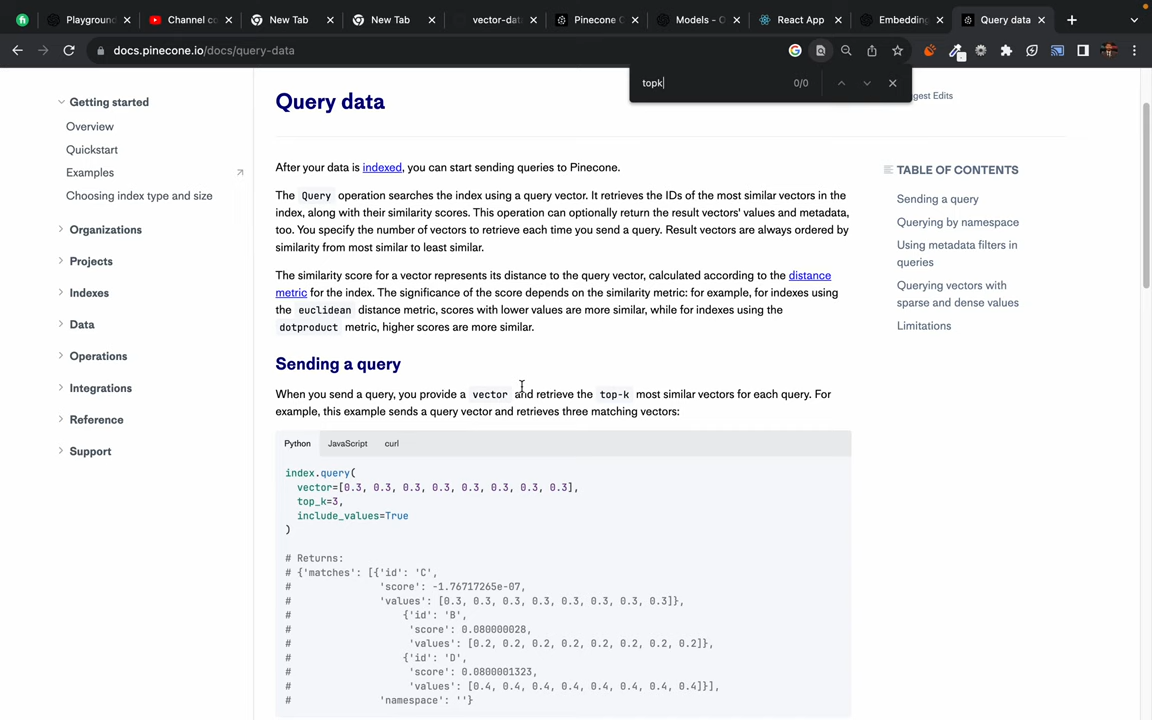 Playground
Channel co
New Tab
New Tab
vector-dat
Pinecone C
Models - O
React App
Embedding
Query data
docs.pinecone.io/docs/query-data
topk
0/0
Getting started
Overview
Quickstart
Examples
Choosing index type and size
Organizations
Projects
Indexes
Data
Operations
Integrations
Reference
Support
Query data
gest Edits
After your data is indexed, you can start sending queries to Pinecone.
The Query operation searches the index using a query vector. It retrieves the IDs of the most similar vectors in the
index, along with their similarity scores. This operation can optionally return the result vectors' values and metadata,
too. You specify the number of vectors to retrieve each time you send a query. Result vectors are always ordered by
similarity from most similar to least similar.
The similarity score for a vector represents its distance to the query vector, calculated according to the distance
metric for the index. The significance of the score depends on the similarity metric: for example, for indexes using
the euclidean distance metric, scores with lower values are more similar, while for indexes using the
dotproduct metric, higher scores are more similar.
Sending a query
When you send a query, you provide a vector and retrieve the top-k most similar vectors for each query. For
example, this example sends a query vector and retrieves three matching vectors:
Python
JavaScript
curl
index.query(
vector=[0.3, 0.3, 0.3, 0.3, 0.3, 0.3, 0.3, 0.3],
top_k=3,
include_values=True
)
# Returns:
# {'matches': [{'id': 'C',
# 'score': -1.76717265e-07,
# 'values': [0.3, 0.3, 0.3, 0.3, 0.3, 0.3, 0.3, 0.3]},
# {'id': 'B',
# 'score': 0.080000028,
# 'values': [0.2, 0.2, 0.2, 0.2, 0.2, 0.2, 0.2, 0.2]},
# {'id': 'D',
# 'score': 0.0800001323,
# 'values': [0.4, 0.4, 0.4, 0.4, 0.4, 0.4, 0.4, 0.4]}],
# 'namespace': ''}
TABLE OF CONTENTS
Sending a query
Querying by namespace
Using metadata filters in
queries
Querying vectors with
sparse and dense values
Limitations